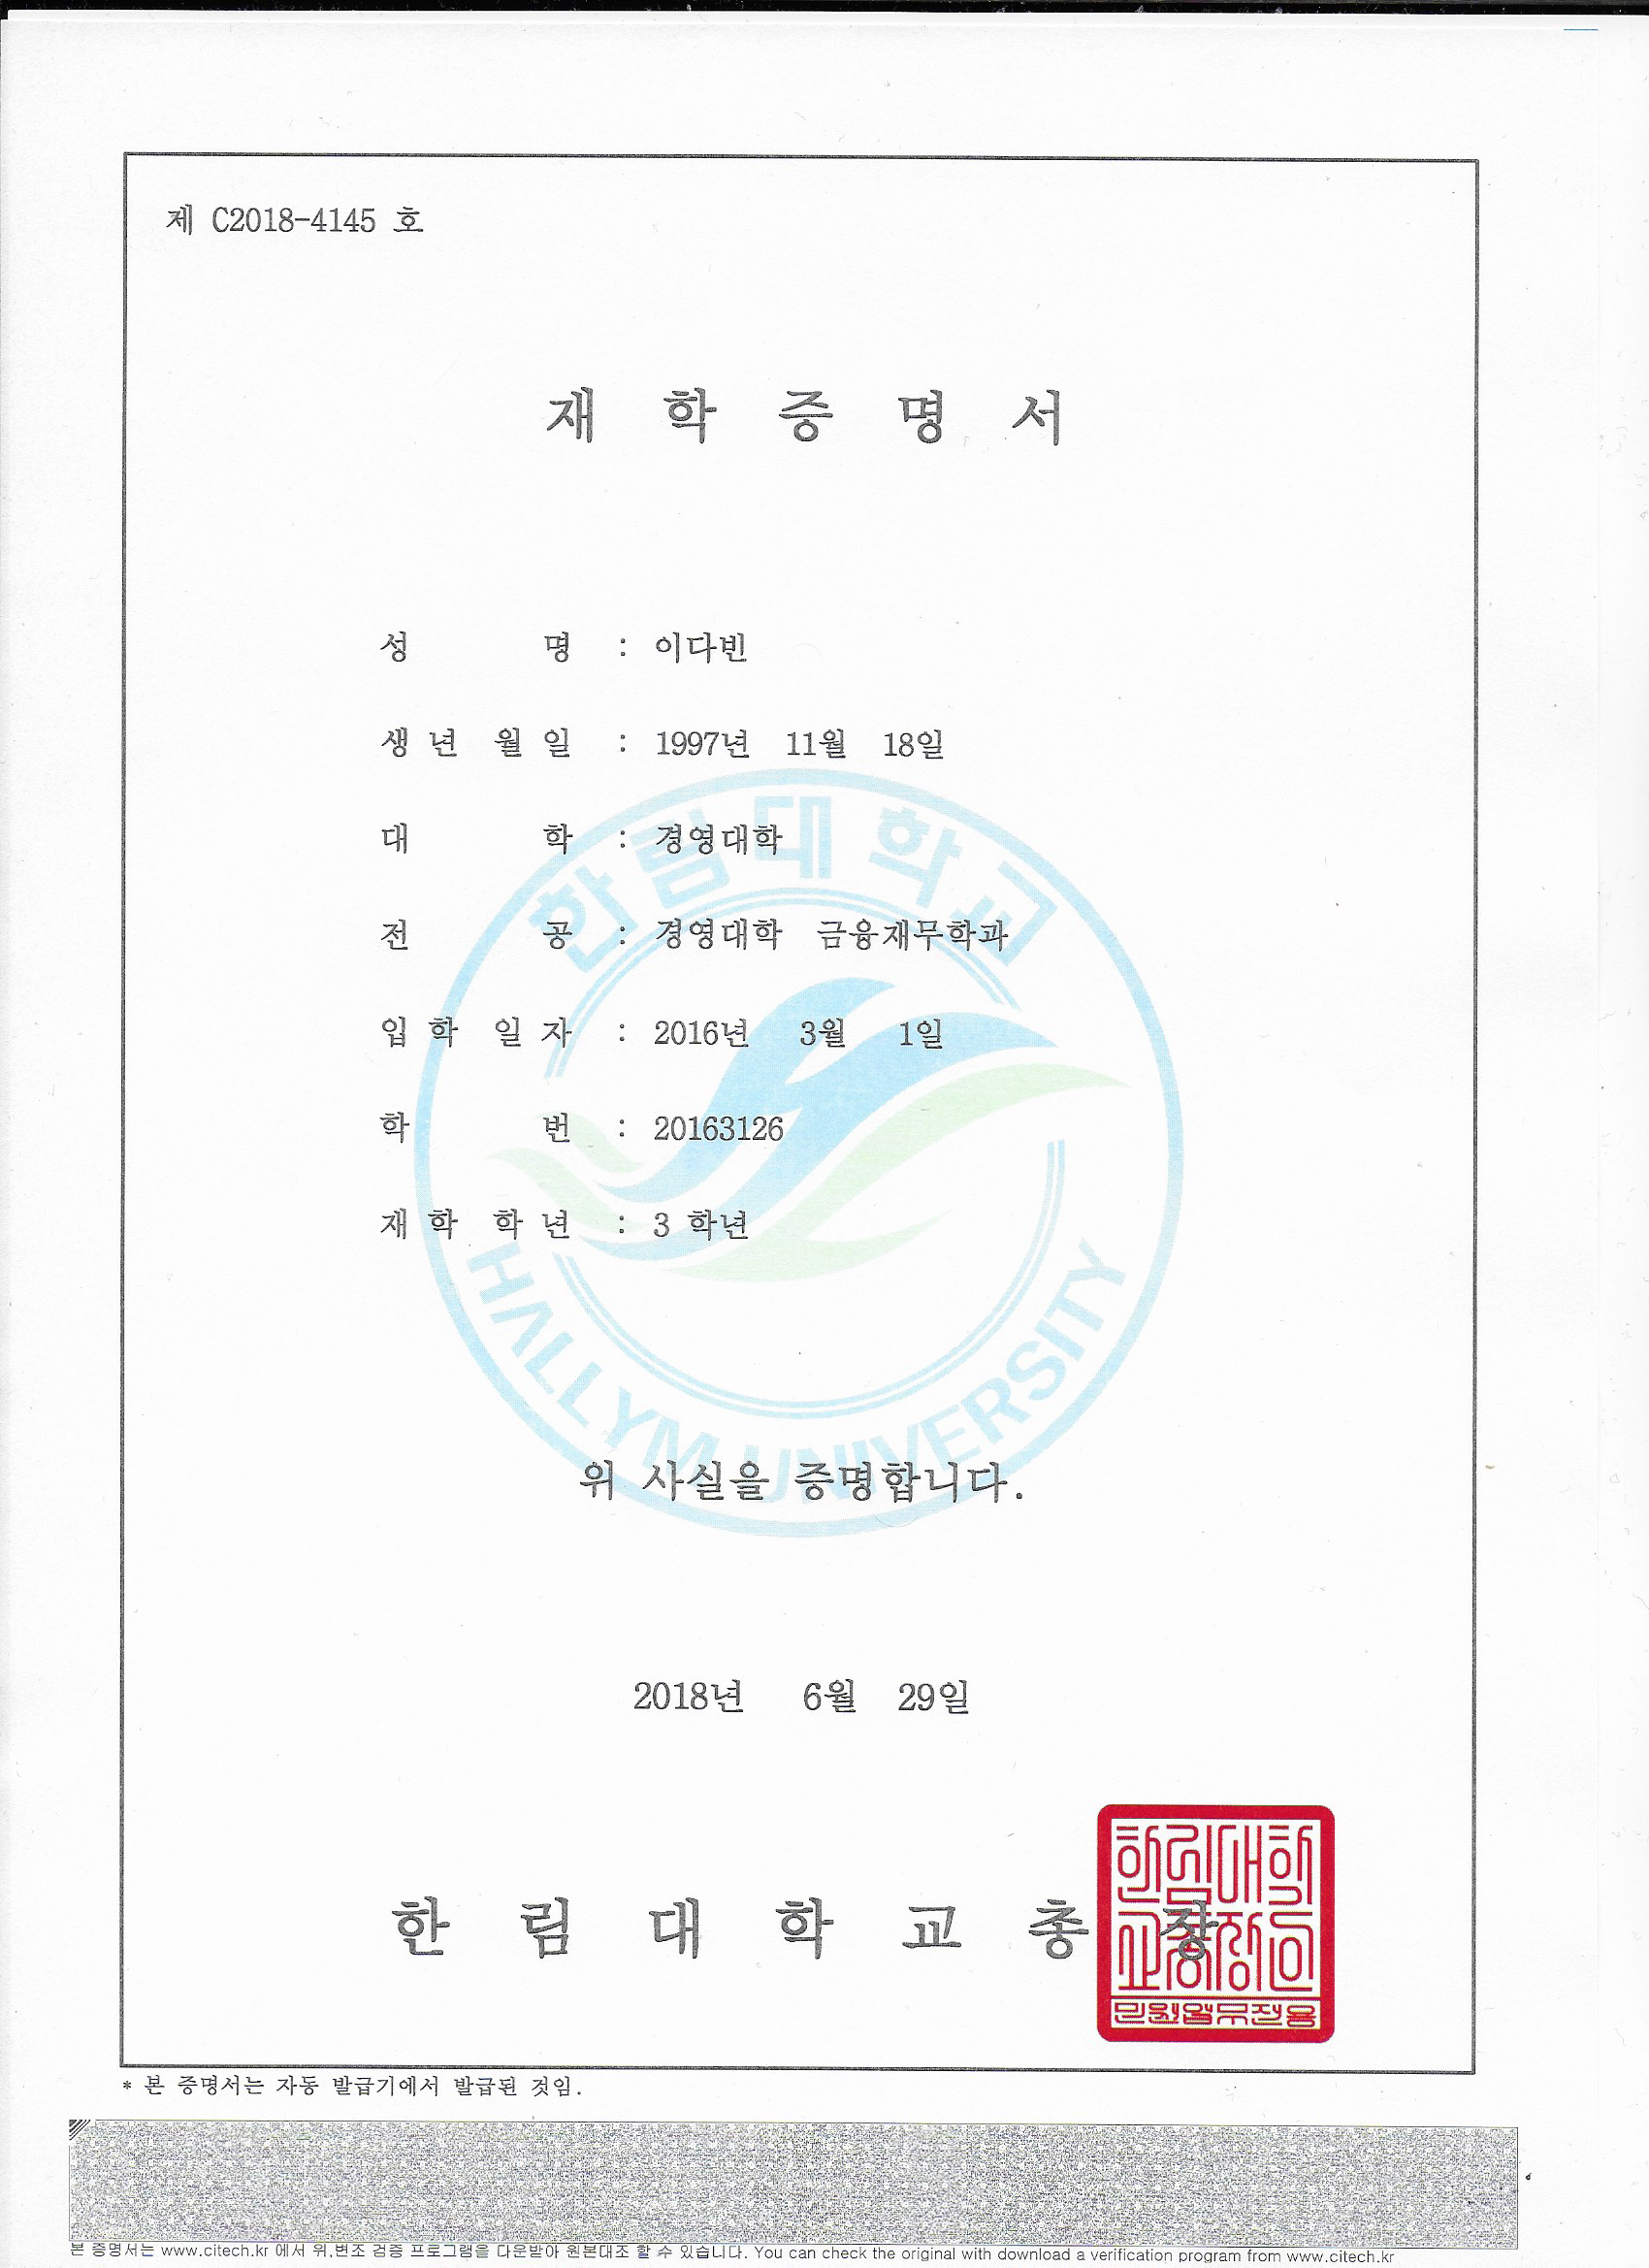 제 C2018-4145 호
재 학 증 명 서
성 명 : 이다빈
생 년 월 일 : 1997년 11월 18일
대 학 : 경영대학
전 공 : 경영대학 금융재무학과
입 학 일 자 : 2016년 3월 1일
학 번 : 20163126
재 학 학 년 : 3 학년
한림대학교
HALLYM UNIVERSITY
위 사실을 증명합니다.
2018년 6월 29일
한 림 대 학 교 총 장
한림대학
교총장인
민원업무전용
* 본 증명서는 자동 발급기에서 발급된 것임.
본 증명서는 www.citech.kr 에서 위,변조 검증 프로그램을 다운받아 원본대조 할 수 있습니다. You can check the original with download a verification program from www.citech.kr